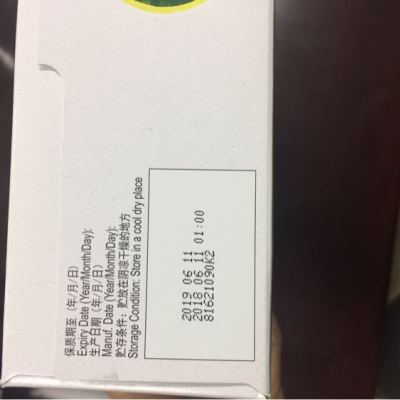 保质期至 (年/月/日)
Expiry Date (Year/Month/Day):
生产日期 (年/月/日)
Manuf. Date (Year/Month/Day):
贮存条件：贮放在阴凉干燥的地方
Storage Condition: Store in a cool dry place
2019 06 11
2018 06 11 01:00
81621090K2